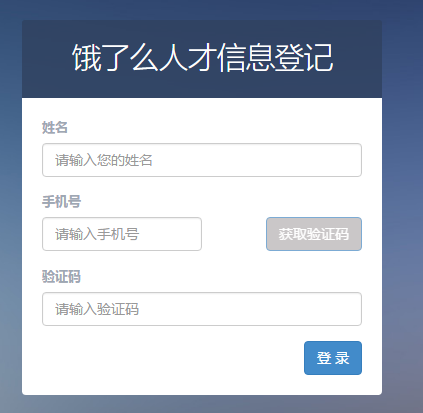 饿了么人才信息登记
姓名
请输入您的姓名
手机号
请输入手机号 获取验证码
验证码
请输入验证码
登 录